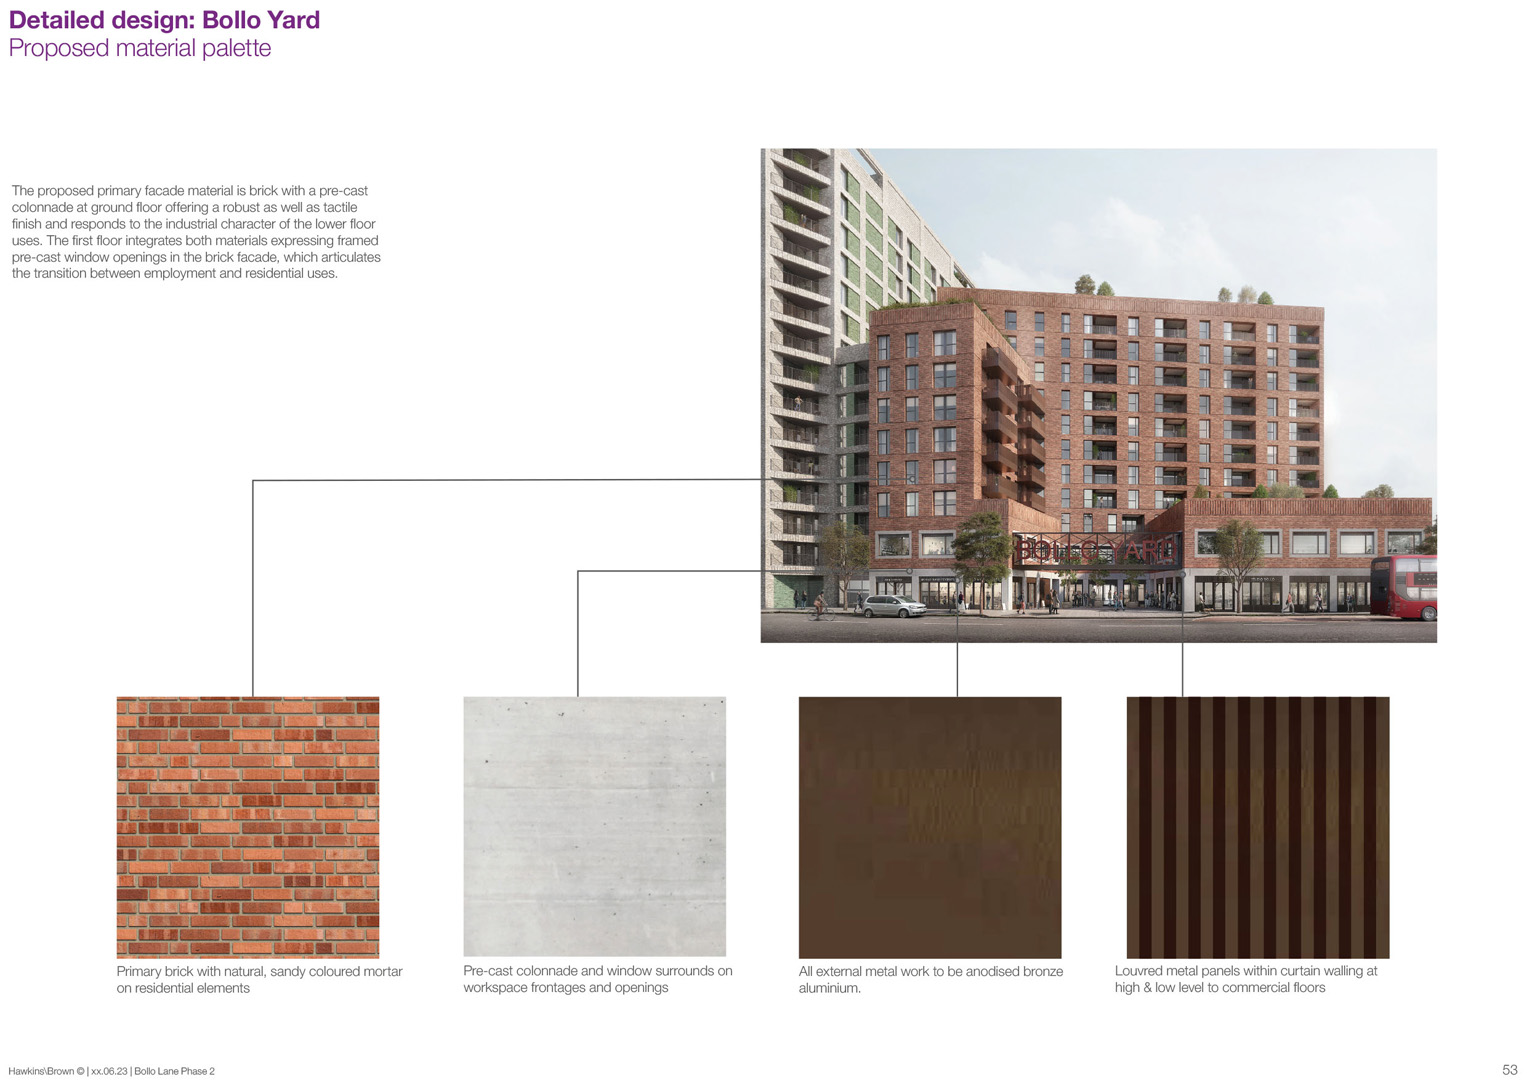 Detailed design: Bollo Yard
Proposed material palette
The proposed primary facade material is brick with a pre-cast
colonnade at ground floor offering a robust as well as tactile
finish and responds to the industrial character of the lower floor
uses. The first floor integrates both materials expressing framed
pre-cast window openings in the brick facade, which articulates
the transition between employment and residential uses.
BOLLO YARD
Primary brick with natural, sandy coloured mortar
on residential elements
Pre-cast colonnade and window surrounds on
workspace frontages and openings
All external metal work to be anodised bronze
aluminium.
Louvred metal panels within curtain walling at
high & low level to commercial floors
Hawkins\Brown © | xx.06.23 | Bollo Lane Phase 2
53